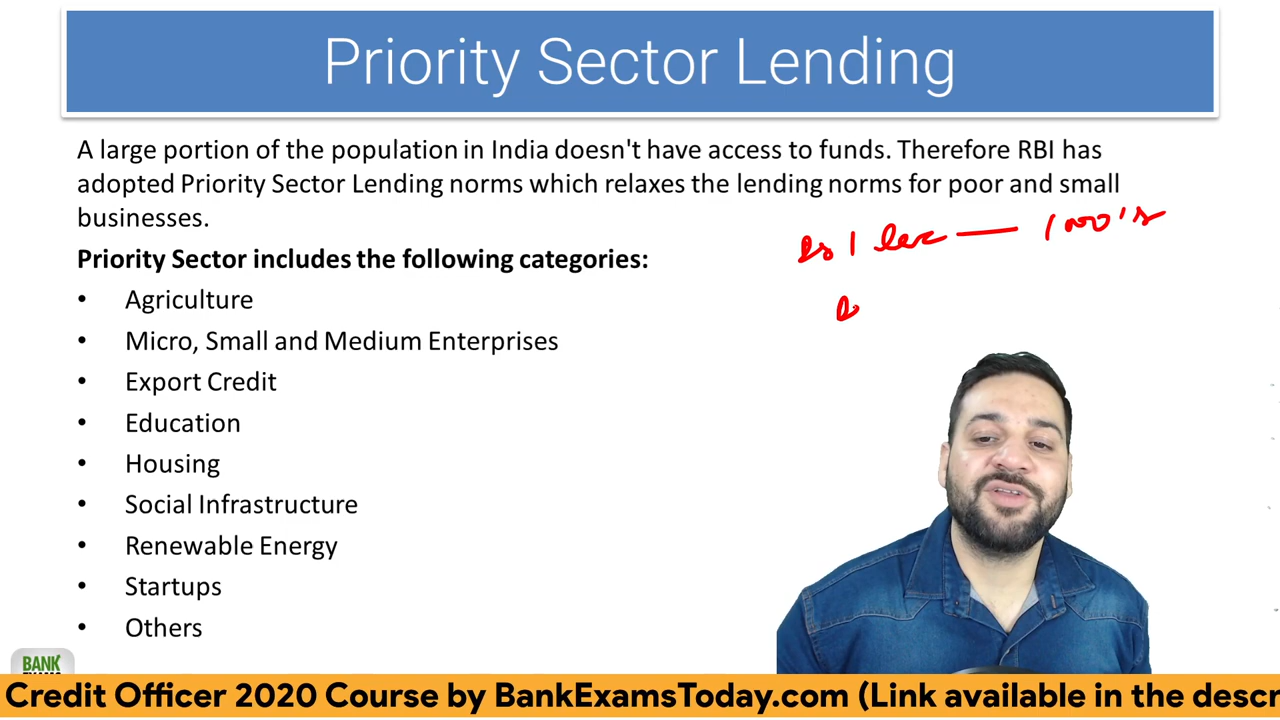 Priority Sector Lending
A large portion of the population in India doesn't have access to funds. Therefore RBI has
adopted Priority Sector Lending norms which relaxes the lending norms for poor and small
businesses.
Rs 1 lac — 1000's
Priority Sector includes the following categories:
• Agriculture
• Micro, Small and Medium Enterprises
• Export Credit
• Education
• Housing
• Social Infrastructure
• Renewable Energy
• Startups
• Others
BANK
Credit Officer 2020 Course by BankExamsToday.com (Link available in the descr